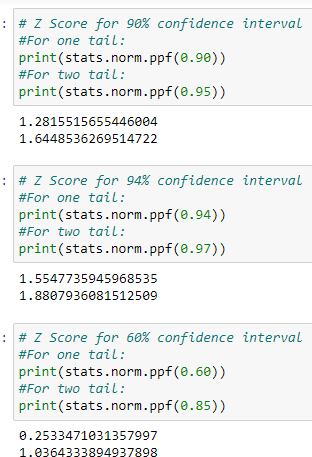 : # Z Score for 90% confidence interval
#For one tail:
print(stats.norm.ppf(0.90))
#For two tail:
print(stats.norm.ppf(0.95))
1.2815515655446004
1.6448536269514722
: # Z Score for 94% confidence interval
#For one tail:
print(stats.norm.ppf(0.94))
#For two tail:
print(stats.norm.ppf(0.97))
1.5547735945968535
1.8807936081512509
: # Z Score for 60% confidence interval
#For one tail:
print(stats.norm.ppf(0.60))
#For two tail:
print(stats.norm.ppf(0.85))
0.2533471031357997
1.0364333894937898